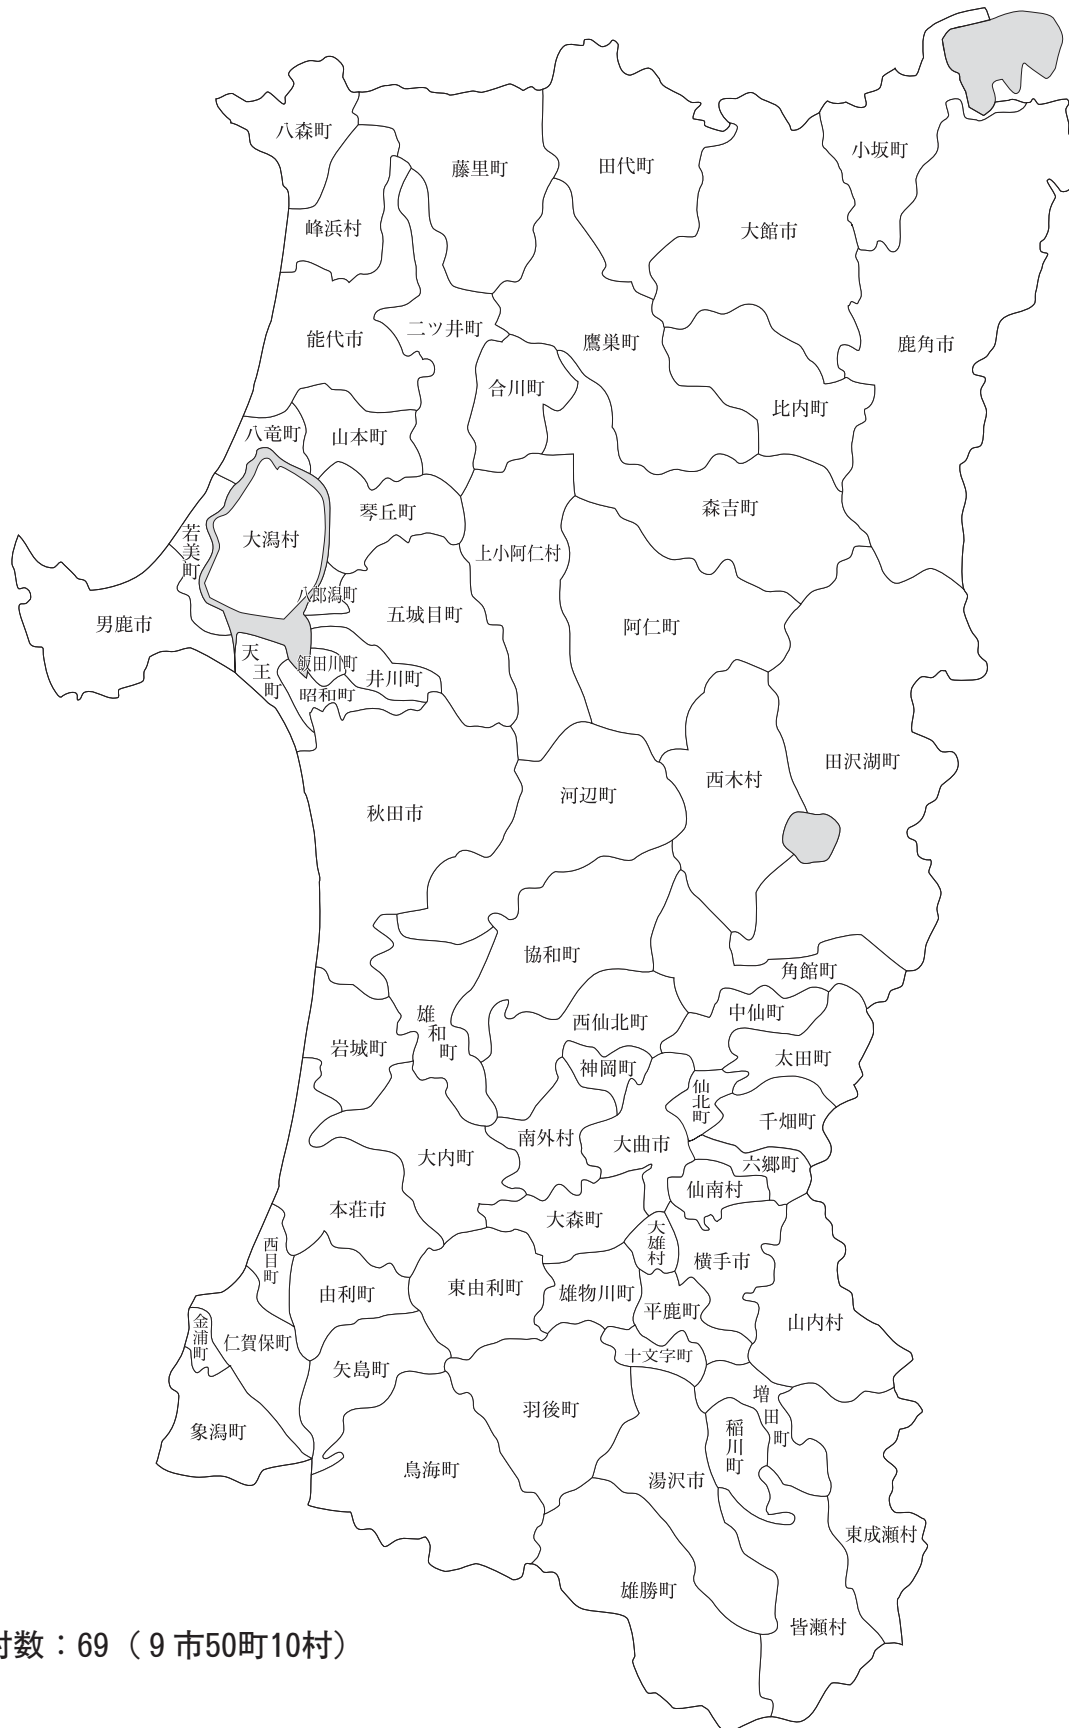 八森町
小坂町
藤里町
田代町
峰浜村
大館市
能代市
二ツ井町
鷹巣町
鹿角市
合川町
比内町
八竜町
山本町
琴丘町
森吉町
若美町
大潟村
上小阿仁村
八郎潟町
五城目町
男鹿市
阿仁町
天王町
飯田川町
井川町
昭和町
西木村
田沢湖町
河辺町
秋田市
協和町
角館町
雄和町
西仙北町
中仙町
岩城町
神岡町
太田町
仙北町
千畑町
南外村
大曲市
大内町
六郷町
仙南村
本荘市
大森町
大雄村
西目町
横手市
由利町
東由利町
雄物川町
平鹿町
山内村
金浦町
仁賀保町
矢島町
十文字町
増田町
羽後町
稲川町
象潟町
鳥海町
湯沢市
東成瀬村
雄勝町
皆瀬村
村数：69（9市50町10村）